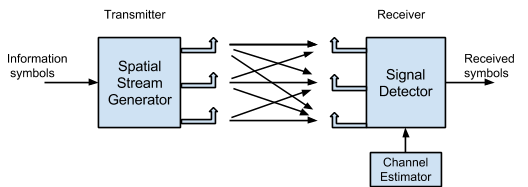 Transmitter
Receiver
Information
symbols
Spatial
Stream
Generator
Signal
Detector
Received
symbols
Channel
Estimator